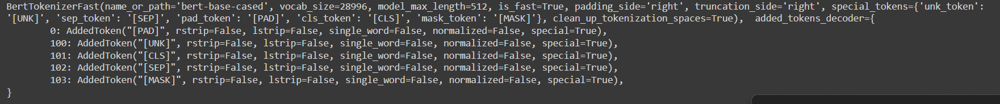 BertTokenizerFast(name_or_path='bert-base-cased', vocab_size=28996, model_max_length=512, is_fast=True, padding_side='right', truncation_side='right', special_tokens={'unk_token':
'[UNK]', 'sep_token': '[SEP]', 'pad_token': '[PAD]', 'cls_token': '[CLS]', 'mask_token': '[MASK]'}, clean_up_tokenization_spaces=True),  added_tokens_decoder={
        0: AddedToken("[PAD]", rstrip=False, lstrip=False, single_word=False, normalized=False, special=True),
        100: AddedToken("[UNK]", rstrip=False, lstrip=False, single_word=False, normalized=False, special=True),
        101: AddedToken("[CLS]", rstrip=False, lstrip=False, single_word=False, normalized=False, special=True),
        102: AddedToken("[SEP]", rstrip=False, lstrip=False, single_word=False, normalized=False, special=True),
        103: AddedToken("[MASK]", rstrip=False, lstrip=False, single_word=False, normalized=False, special=True),
}